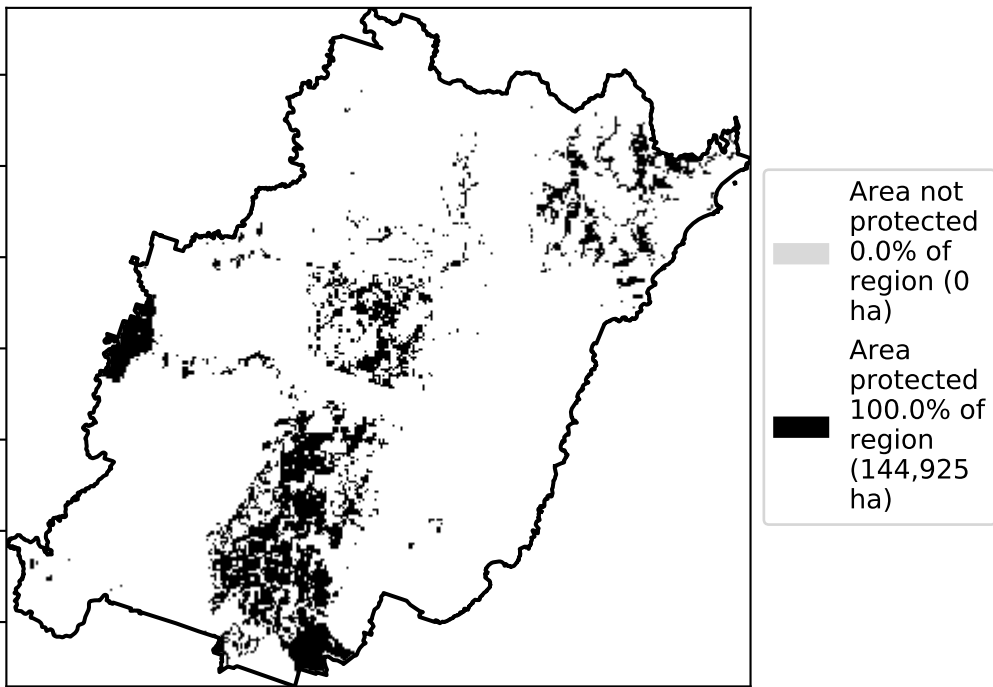 Area not
protected
0.0% of
region (0
ha)
Area
protected
100.0% of
region
(144,925
ha)